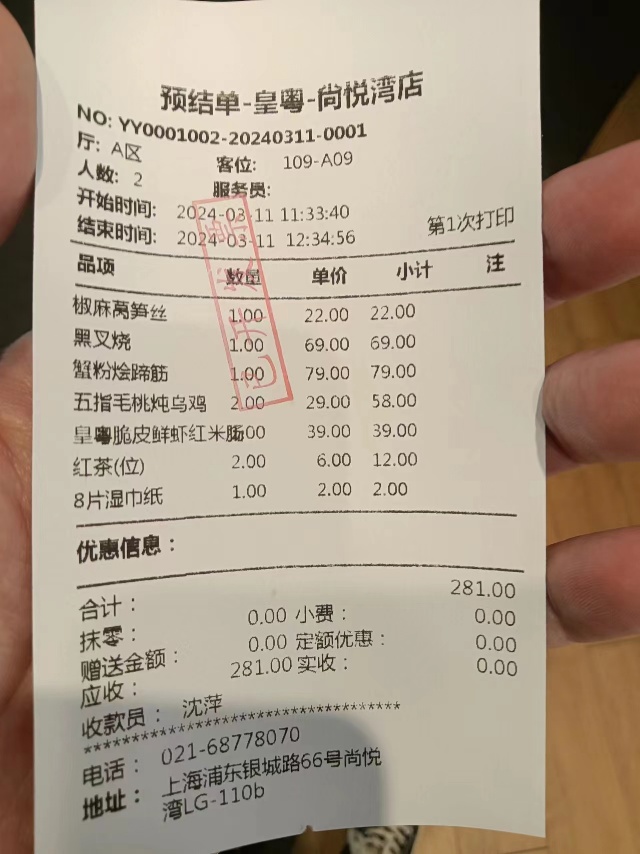 预结单-皇粤-尚悦湾店
NO: YY0001002-20240311-0001
厅: A区 客位: 109-A09
人数: 2 服务员:
开始时间: 2024-03-11 11:33:40
结束时间: 2024-03-11 12:34:56 第1次打印
品项 数量 单价 小计 注
椒麻莴笋丝 1.00 22.00 22.00
黑叉烧 1.00 69.00 69.00
蟹粉烩蹄筋 1.00 79.00 79.00
五指毛桃炖乌鸡 2.00 29.00 58.00
皇粤脆皮鲜虾红米肠 .00 39.00 39.00
红茶(位) 2.00 6.00 12.00
8片湿巾纸 1.00 2.00 2.00
已开发票
优惠信息：
合计： 281.00
抹零： 0.00 小费： 0.00
赠送金额： 0.00 定额优惠： 0.00
应收： 281.00 实收： 0.00
收款员： 沈萍
**********************************
电话： 021-68778070
地址： 上海浦东银城路66号尚悦
湾LG-110b